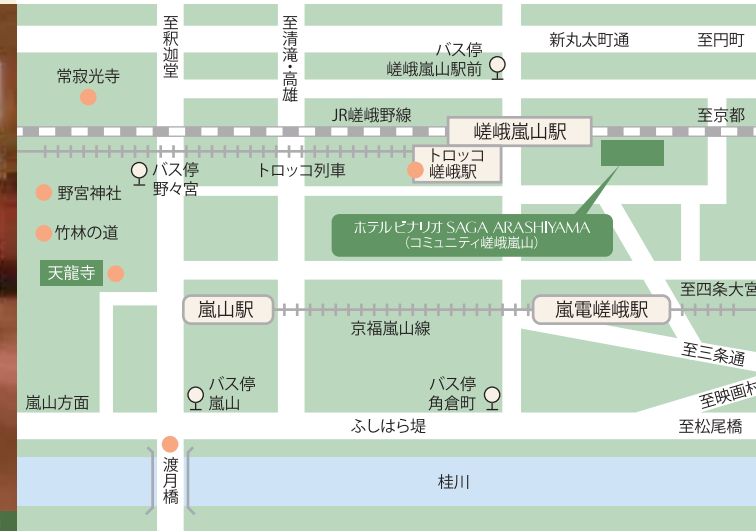 至釈迦堂
至清滝・高雄
バス停
嵯峨嵐山駅前
新丸太町通
至円町
常寂光寺
JR嵯峨野線
嵯峨嵐山駅
至京都
トロッコ
嵯峨駅
トロッコ列車
バス停
野々宮
野宮神社
竹林の道
天龍寺
ホテルビナリオ SAGA ARASHIYAMA
(コミュニティ嵯峨嵐山)
嵐山駅
京福嵐山線
嵐電嵯峨駅
至四条大宮
至三条通
至映画村
バス停
嵐山
バス停
角倉町
嵐山方面
ふしはら堤
至松尾橋
渡月橋
桂川